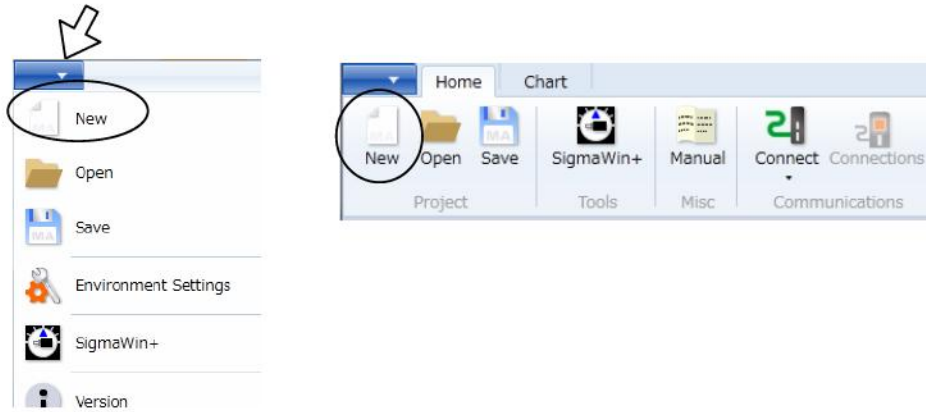 New
Open
Save
Environment Settings
SigmaWin+
Version
Home Chart
New Open Save SigmaWin+ Manual Connect Connections
Project Tools Misc Communications